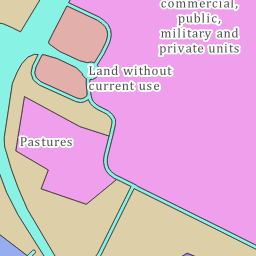 commercial,
public,
military and
private units
Land without
current use
Pastures